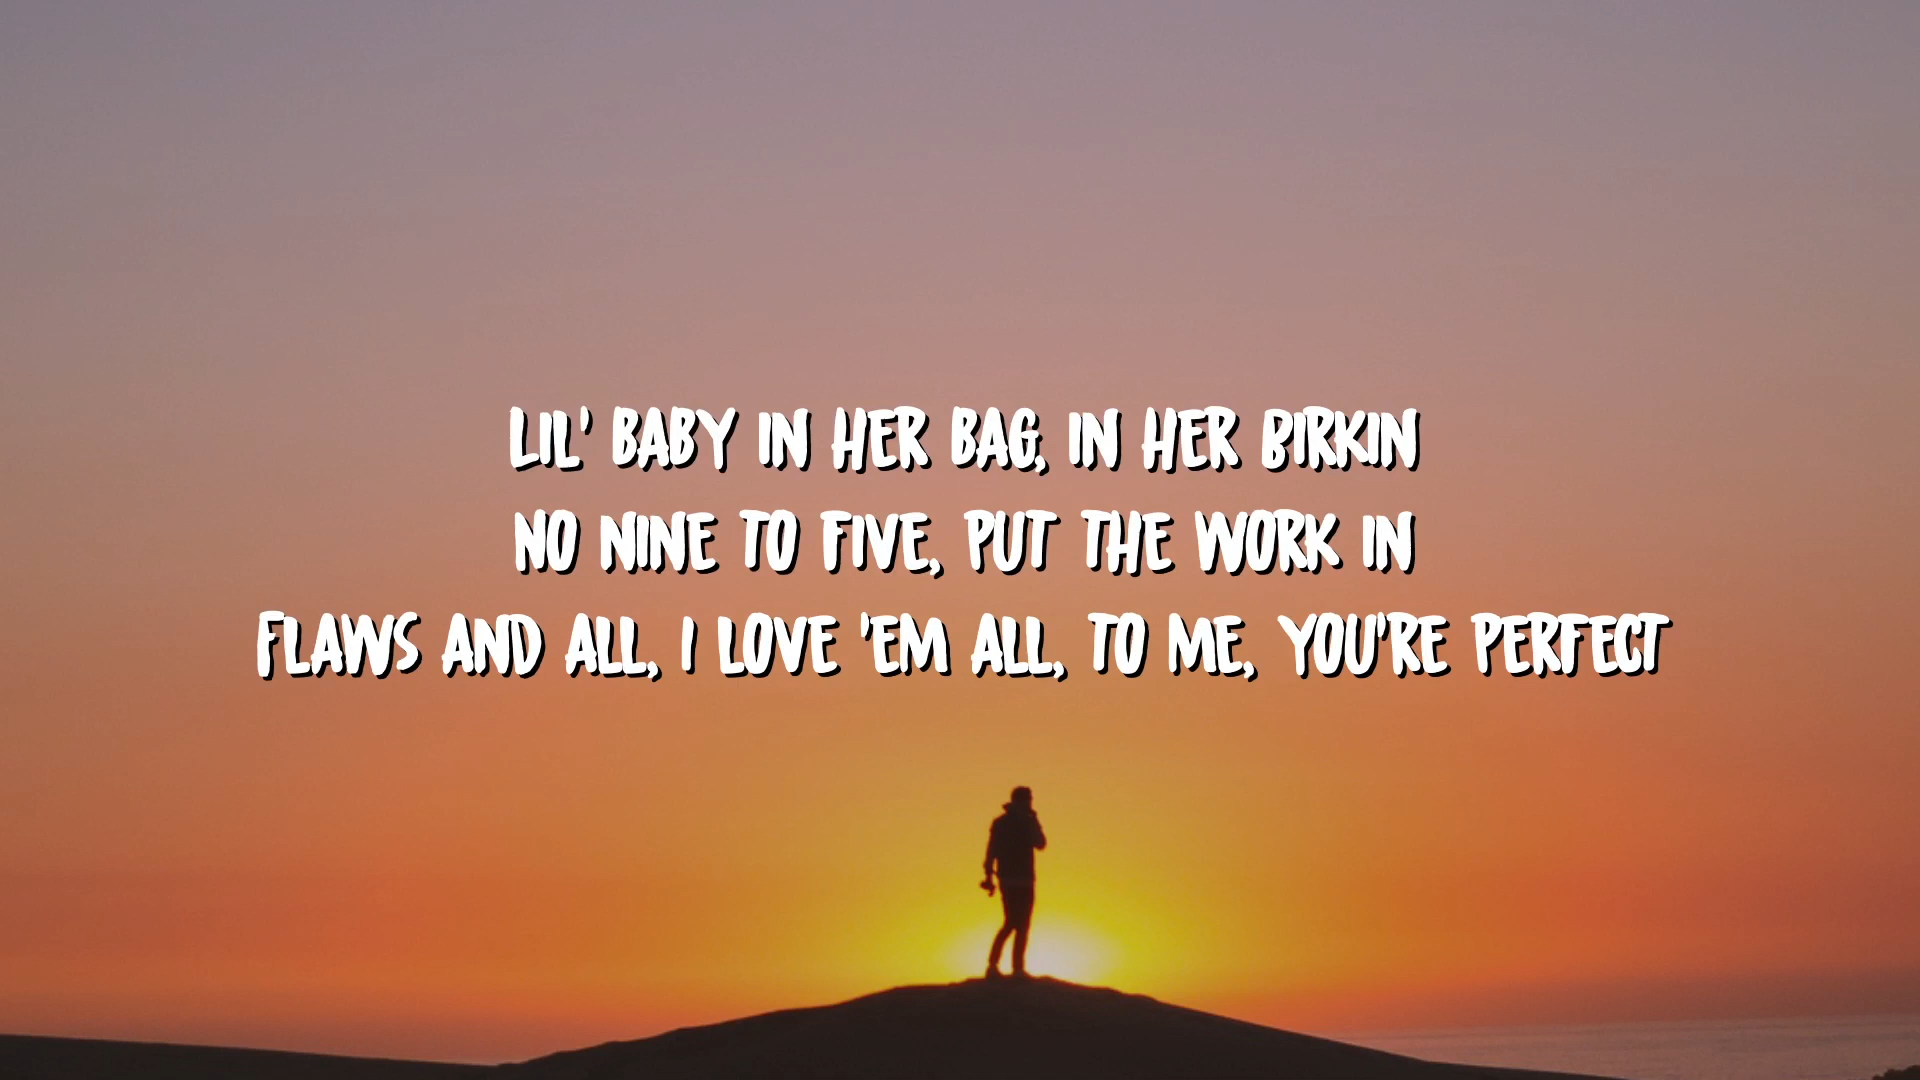 LIL' BABY IN HER BAG, IN HER BIRKIN
NO NINE TO FIVE, PUT THE WORK IN
FLAWS AND ALL, I LOVE 'EM ALL, TO ME, YOU'RE PERFECT